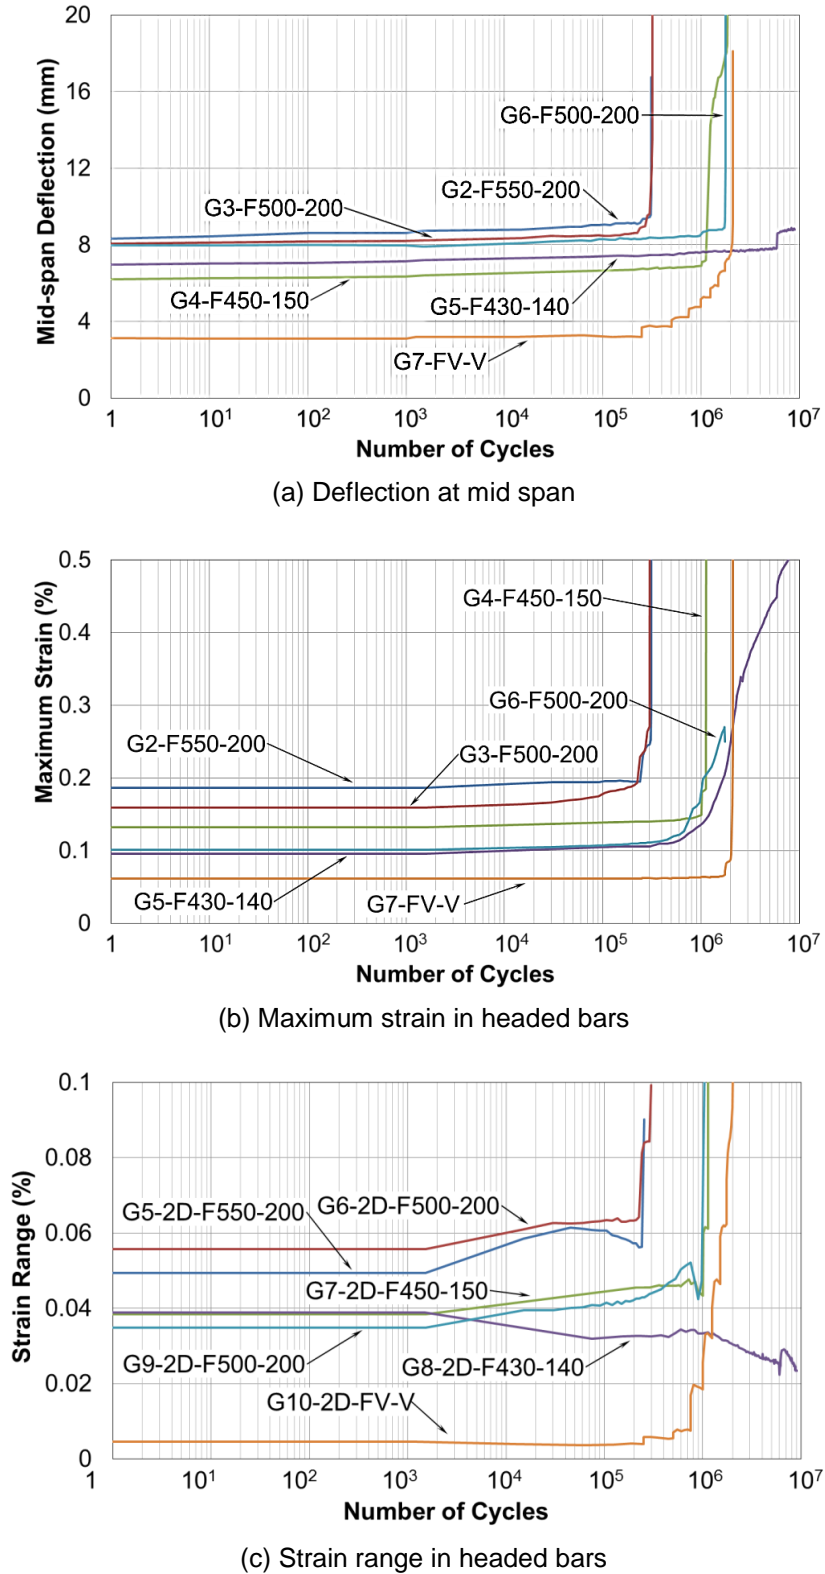 20
16
12
8
4
0
Mid-span Deflection (mm)
G6-F500-200
G2-F550-200
G3-F500-200
G4-F450-150
G5-F430-140
G7-FV-V
1 10¹ 10² 10³ 10⁴ 10⁵ 10⁶ 10⁷
Number of Cycles
(a) Deflection at mid span
0.5
0.4
0.3
0.2
0.1
0
Maximum Strain (%)
G4-F450-150
G6-F500-200
G2-F550-200
G3-F500-200
G5-F430-140
G7-FV-V
1 10¹ 10² 10³ 10⁴ 10⁵ 10⁶ 10⁷
Number of Cycles
(b) Maximum strain in headed bars
0.1
0.08
0.06
0.04
0.02
0
Strain Range (%)
G6-2D-F500-200
G5-2D-F550-200
G7-2D-F450-150
G9-2D-F500-200
G8-2D-F430-140
G10-2D-FV-V
1 10¹ 10² 10³ 10⁴ 10⁵ 10⁶ 10⁷
Number of Cycles
(c) Strain range in headed bars